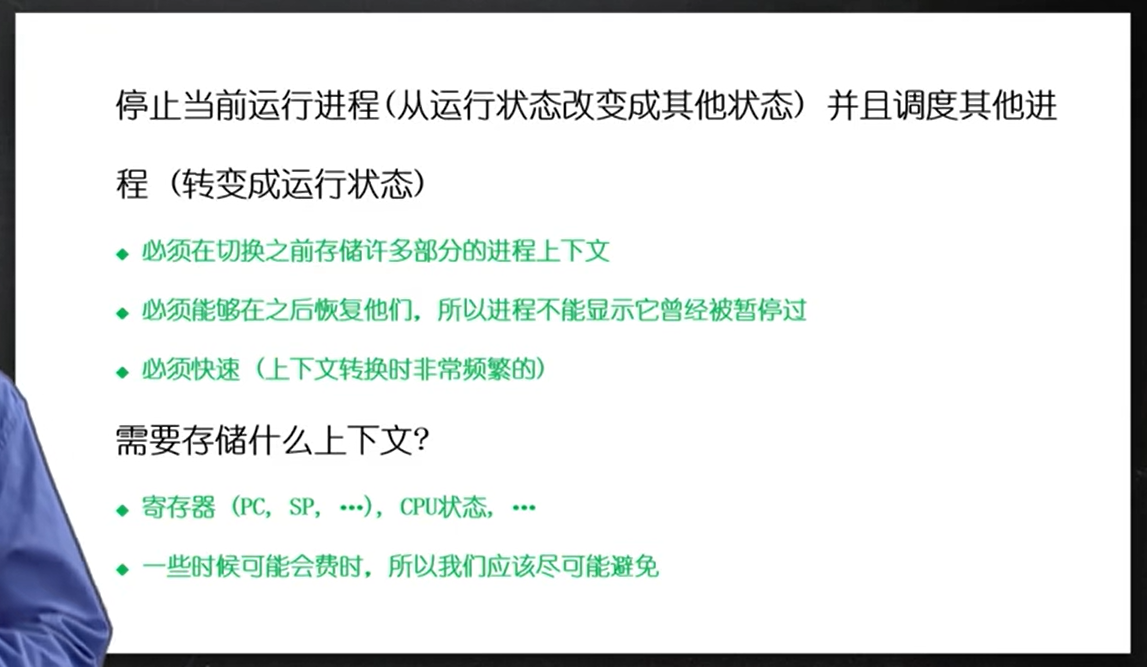 停止当前运行进程(从运行状态改变成其他状态) 并且调度其他进
程 (转变成运行状态)
◆ 必须在切换之前存储许多部分的进程上下文
◆ 必须能够在之后恢复他们，所以进程不能显示它曾经被暂停过
◆ 必须快速 (上下文转换时非常频繁的)
需要存储什么上下文?
◆ 寄存器 (PC, SP, …), CPU状态, …
◆ 一些时候可能会费时，所以我们应该尽可能避免